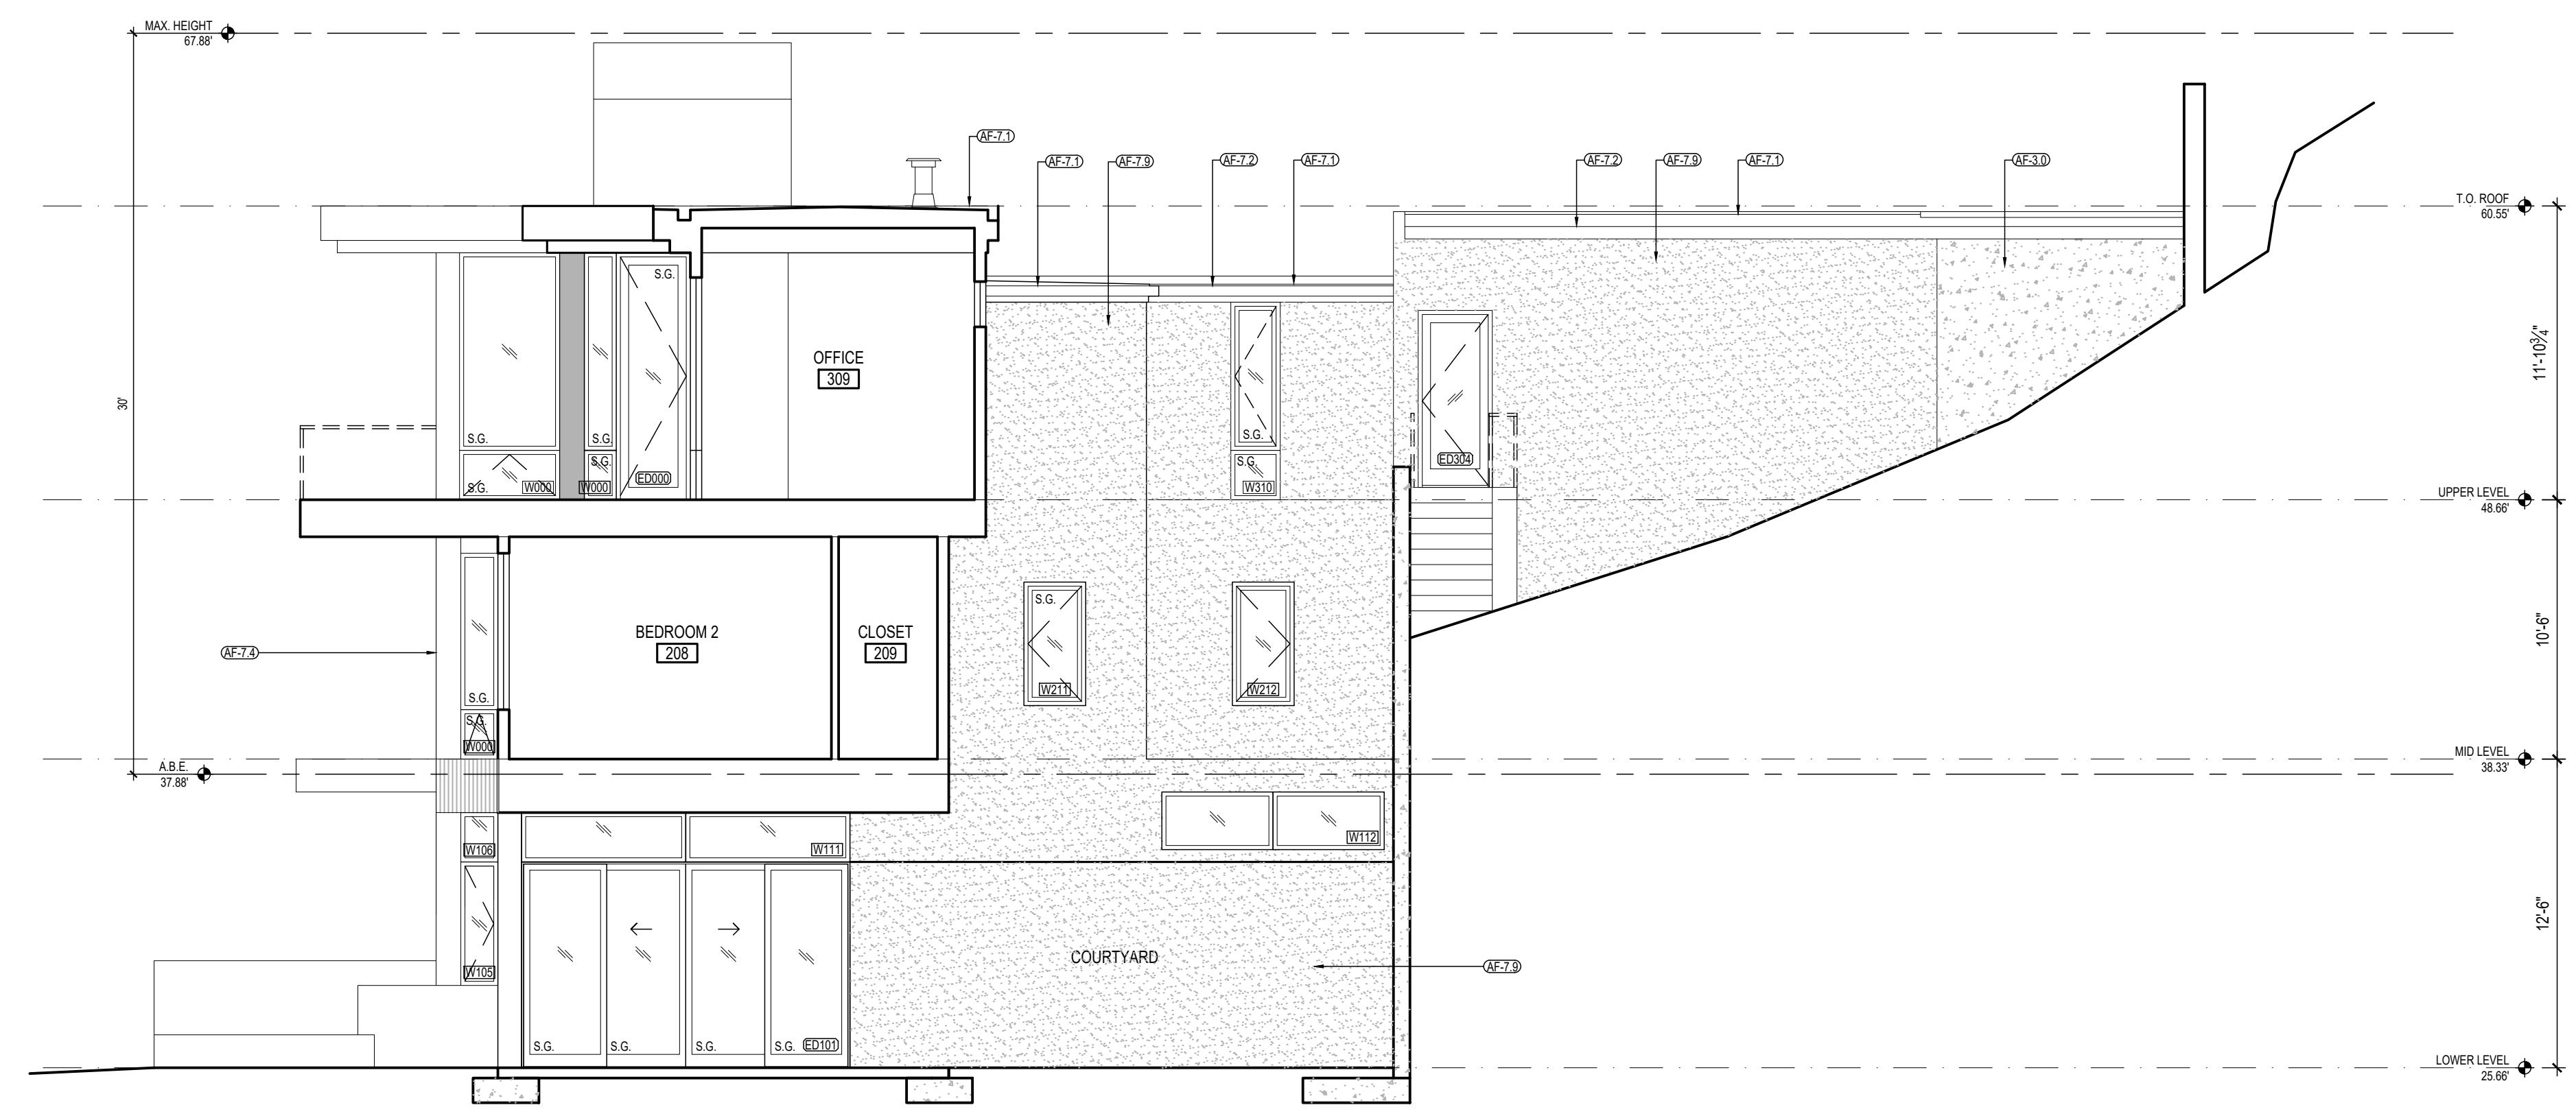 MAX. HEIGHT
67.88'
AF-7.1
AF-7.1
AF-7.9
AF-7.2
AF-7.1
AF-7.2
AF-7.9
AF-7.1
AF-3.0
T.O. ROOF
60.55'
S.G.
OFFICE
309
11'-10¾"
30'
S.G.
S.G.
S.G.
ED304
S.G.
S.G.
S.G.
W000
W000
ED000
W310
UPPER LEVEL
48.66'
S.G.
BEDROOM 2
208
CLOSET
209
10'-6"
AF-7.4
S.G.
W211
W212
S.G.
W000
MID LEVEL
38.33'
A.B.E.
37.88'
W106
W111
W112
12'-6"
COURTYARD
AF-7.9
W105
S.G.
S.G.
S.G.
S.G.
ED101
LOWER LEVEL
25.66'